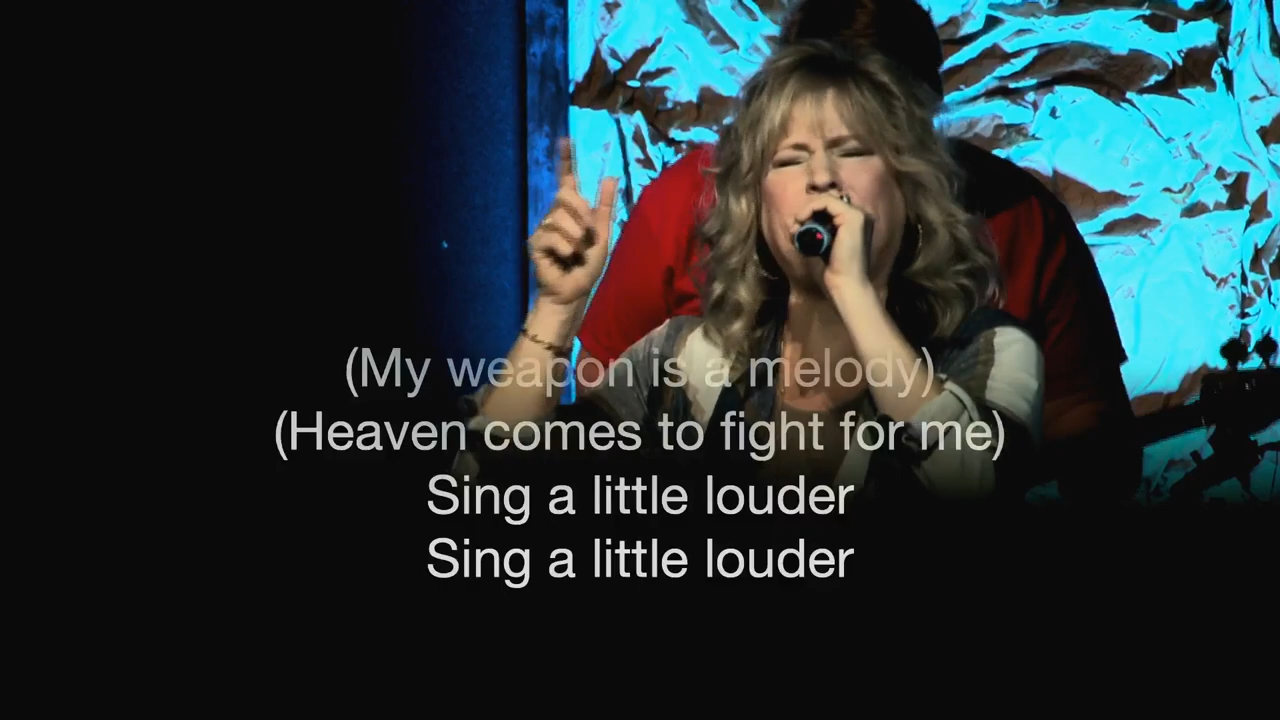 (My weapon is a melody)
(Heaven comes to fight for me)
Sing a little louder
Sing a little louder